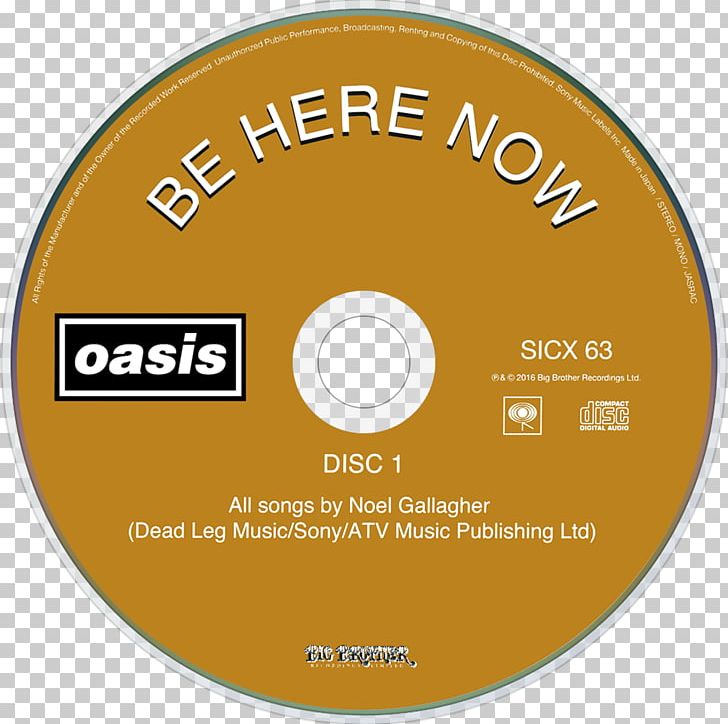 All Rights of the Manufacturer and of the Owner of the Recorded Work Reserved. Unauthorized Public Performance, Broadcasting, Renting and Copying of this Disc Prohibited. Sony Music Labels Inc. Made in Japan / STEREO / MONO / JASRAC
BE HERE NOW
oasis
SICX 63
℗ & © 2016 Big Brother Recordings Ltd.
COMPACT
disc
DIGITAL AUDIO
DISC 1
All songs by Noel Gallagher
(Dead Leg Music/Sony/ATV Music Publishing Ltd)
BIG BROTHER
RECORDINGS LIMITED